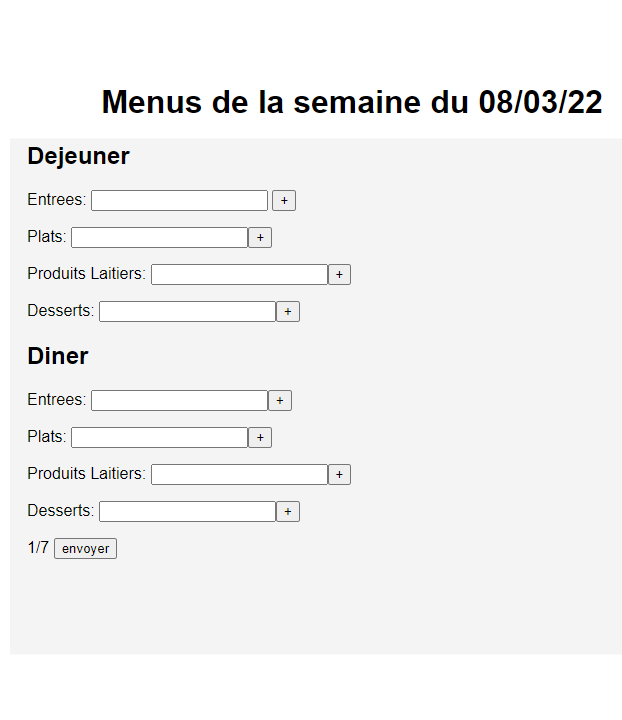 Menus de la semaine du 08/03/22
Dejeuner
Entrees: +
Plats: +
Produits Laitiers: +
Desserts: +
Diner
Entrees: +
Plats: +
Produits Laitiers: +
Desserts: +
1/7 envoyer